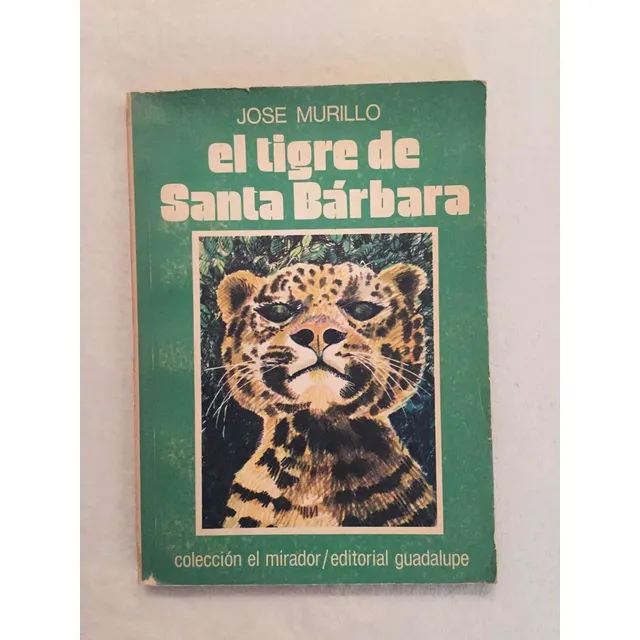 JOSE MURILLO
el tigre de
Santa Bárbara
colección el mirador/editorial guadalupe